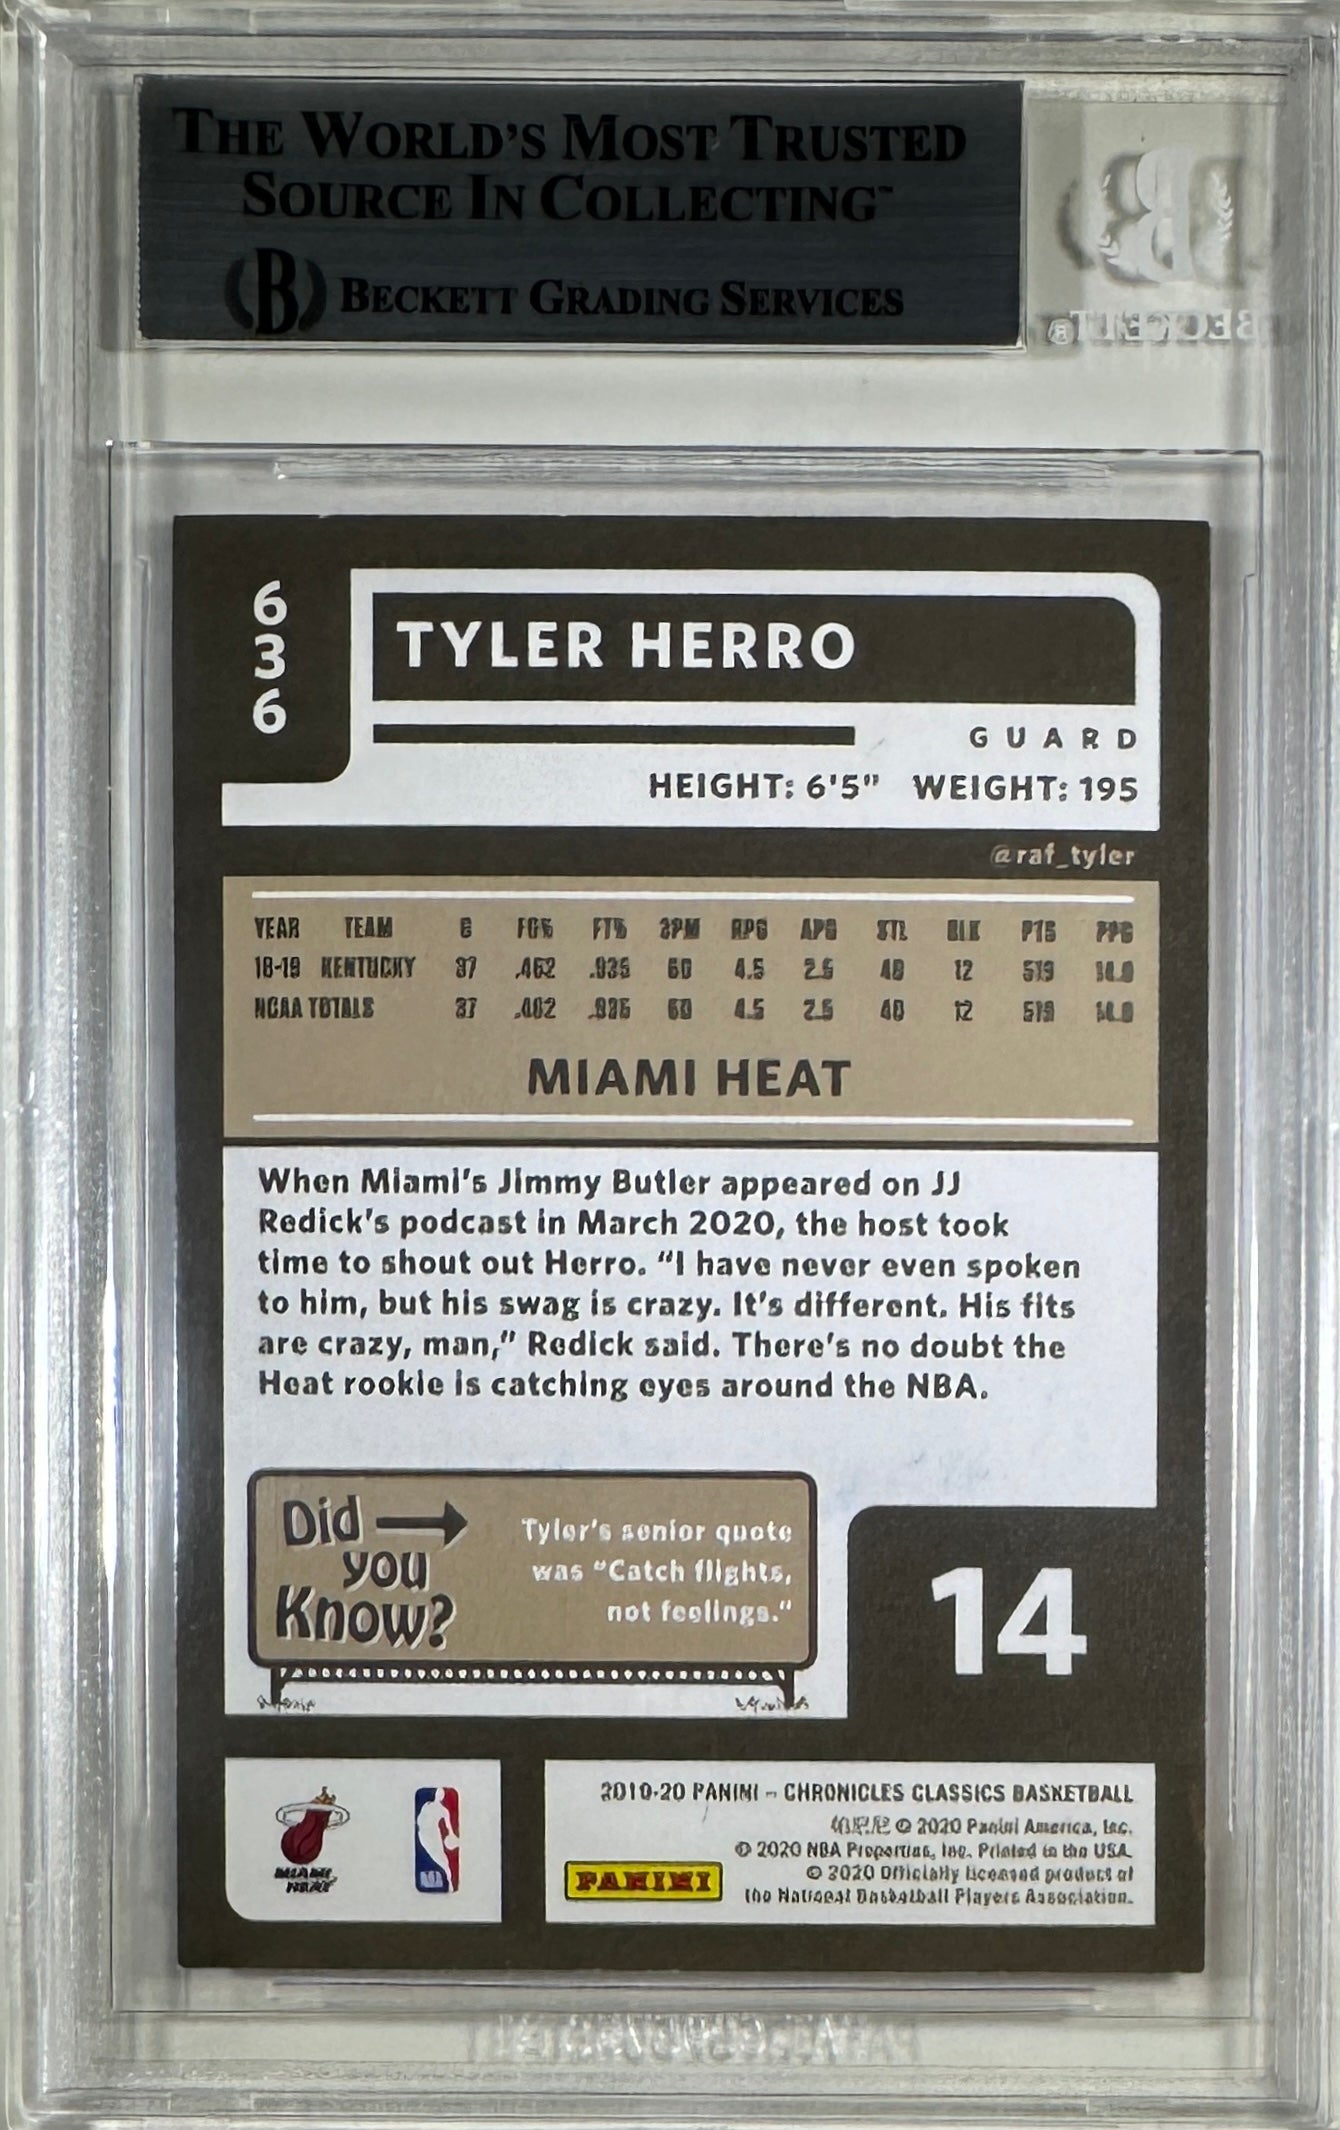 THE WORLD'S MOST TRUSTED
SOURCE IN COLLECTING™
B BECKETT GRADING SERVICES
BECKETT®
636
TYLER HERRO
GUARD
HEIGHT: 6'5" WEIGHT: 195
@raf_tyler
YEAR TEAM G FG% FT% 3PM RPG APG STL BLK PTS PPG
18-19 KENTUCKY 37 .462 .935 60 4.5 2.5 40 12 519 14.0
NCAA TOTALS 37 .462 .935 60 4.5 2.5 40 12 519 14.0
MIAMI HEAT
When Miami's Jimmy Butler appeared on JJ
Redick's podcast in March 2020, the host took
time to shout out Herro. "I have never even spoken
to him, but his swag is crazy. It's different. His fits
are crazy, man," Redick said. There's no doubt the
Heat rookie is catching eyes around the NBA.
Did
you
Know?
Tyler's senior quote
was "Catch flights,
not feelings."
14
MIAMI
HEAT
2019-20 PANINI – CHRONICLES CLASSICS BASKETBALL
© 2020 Panini America, Inc.
© 2020 NBA Properties, Inc. Printed in the USA.
© 2020 Officially licensed product of
the National Basketball Players Association.
PANINI